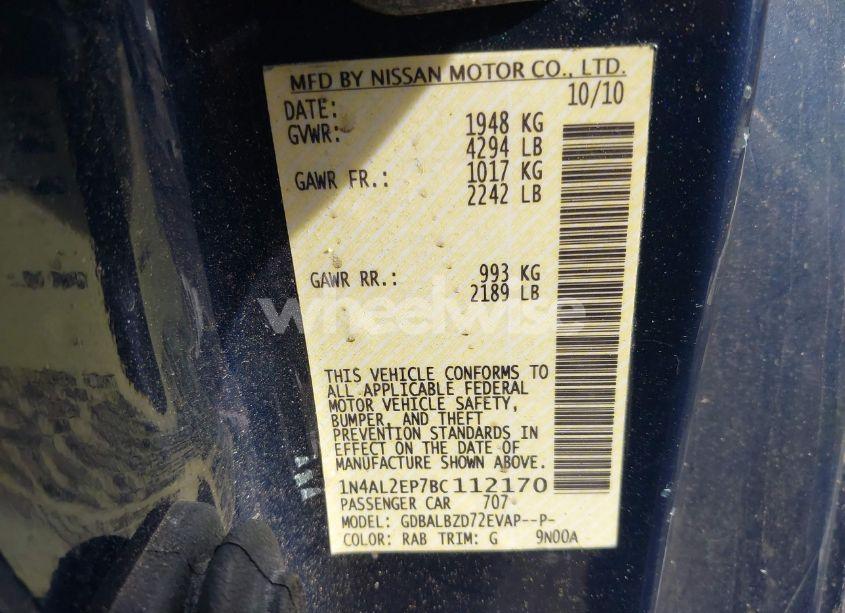 MFD BY NISSAN MOTOR CO., LTD.
DATE: 10/10
GVWR: 1948 KG
4294 LB
GAWR FR.: 1017 KG
2242 LB
GAWR RR.: 993 KG
2189 LB
wheelwise
THIS VEHICLE CONFORMS TO
ALL APPLICABLE FEDERAL
MOTOR VEHICLE SAFETY,
BUMPER, AND THEFT
PREVENTION STANDARDS IN
EFFECT ON THE DATE OF
MANUFACTURE SHOWN ABOVE.
1N4AL2EP7BC112170
PASSENGER CAR 707
MODEL: GDBALBZD72EVAP--P-
COLOR: RAB TRIM: G 9N00A